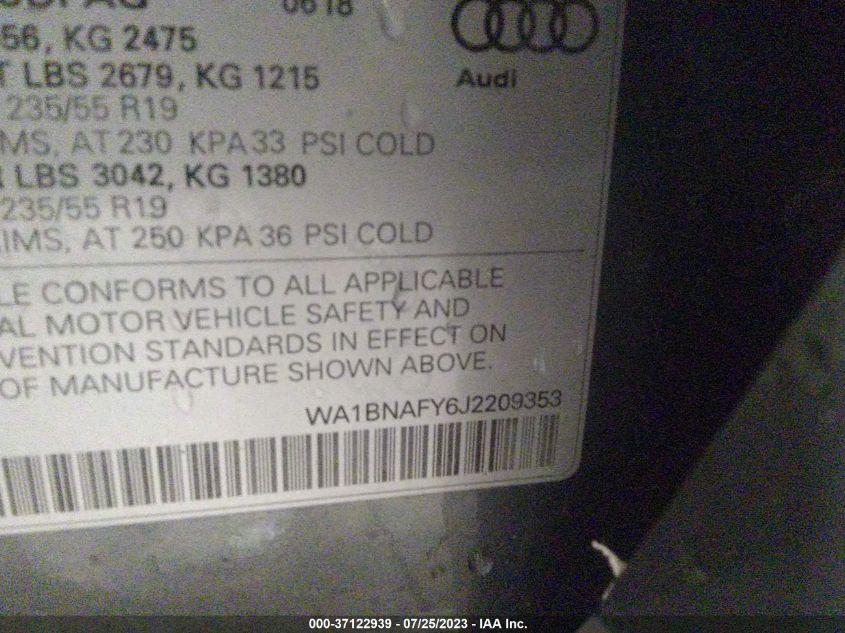 AG 0618
56, KG 2475
Audi
T LBS 2679, KG 1215
235/55 R19
IMS, AT 230 KPA 33 PSI COLD
LBS 3042, KG 1380
235/55 R19
IMS, AT 250 KPA 36 PSI COLD
LE CONFORMS TO ALL APPLICABLE
AL MOTOR VEHICLE SAFETY AND
VENTION STANDARDS IN EFFECT ON
OF MANUFACTURE SHOWN ABOVE.
WA1BNAFY6J2209353
000-37122939 - 07/25/2023 - IAA Inc.